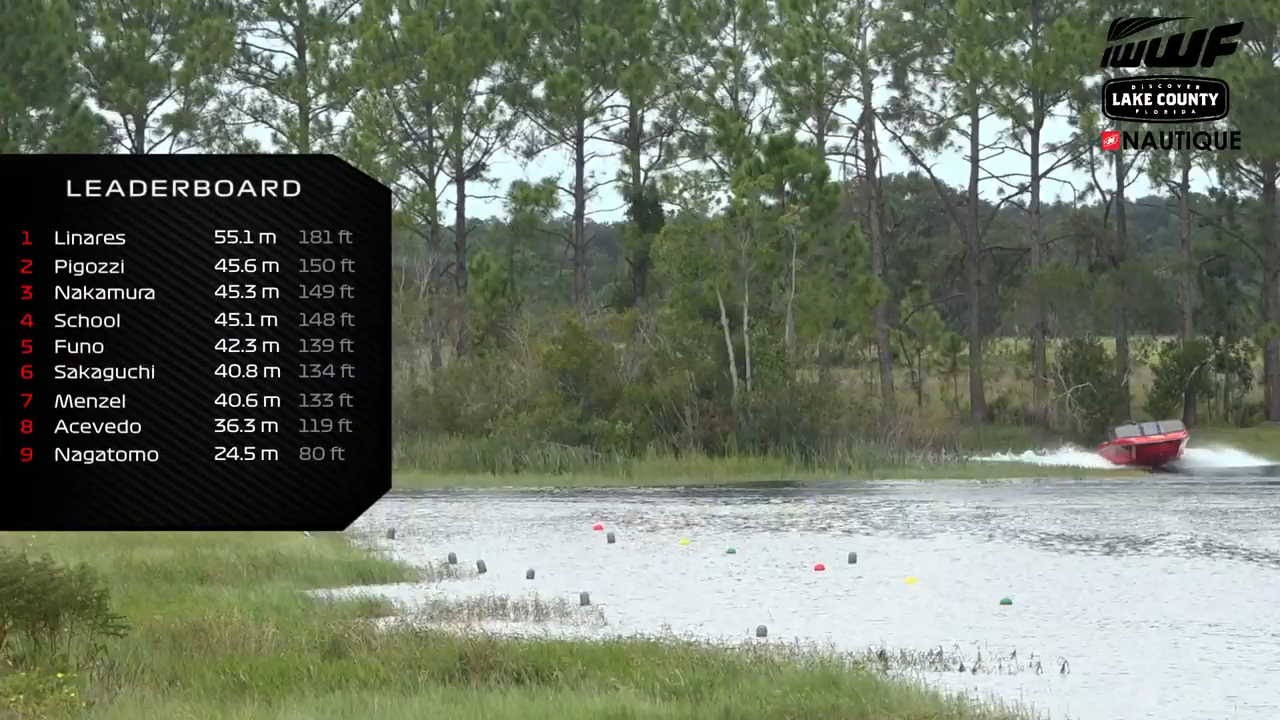 IWWF
DISCOVER
LAKE COUNTY
FLORIDA
NAUTIQUE
LEADERBOARD
1 Linares 55.1 m 181 ft
2 Pigozzi 45.6 m 150 ft
3 Nakamura 45.3 m 149 ft
4 School 45.1 m 148 ft
5 Funo 42.3 m 139 ft
6 Sakaguchi 40.8 m 134 ft
7 Menzel 40.6 m 133 ft
8 Acevedo 36.3 m 119 ft
9 Nagatomo 24.5 m 80 ft